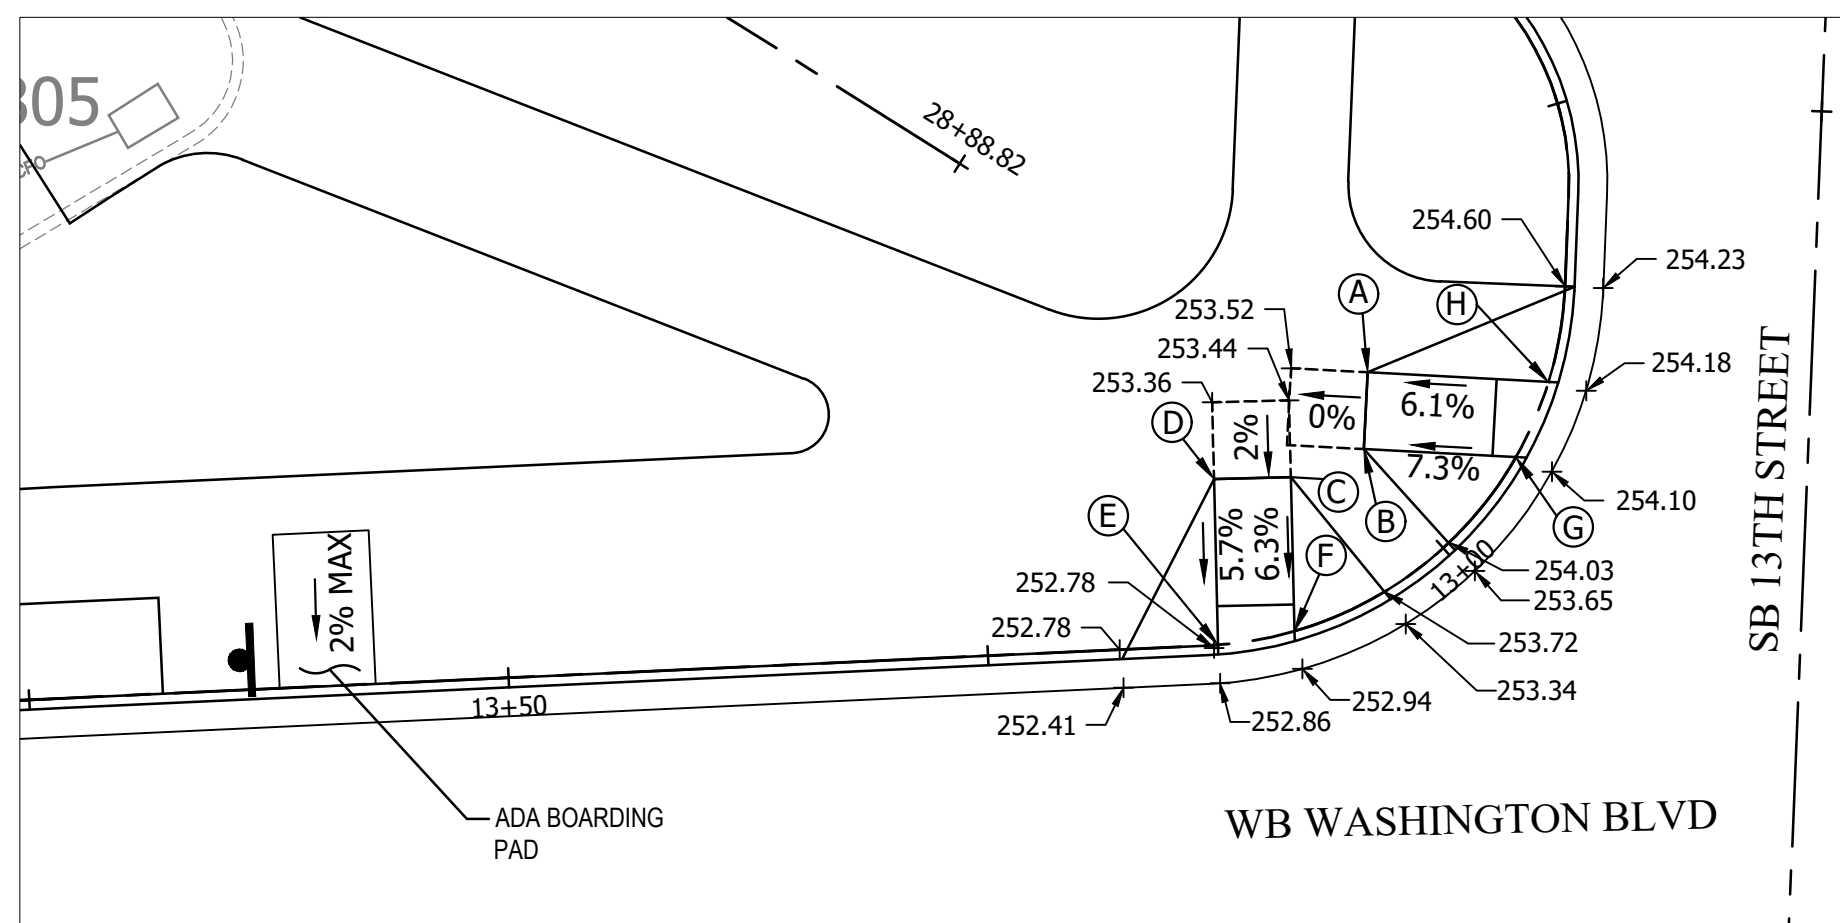 305
28+88.82
254.60
254.23
A
H
253.52
253.44
254.18
253.36
0%
6.1%
D
2%
7.3%
C
254.10
E
B
G
5.7%
6.3%
F
SB 13TH STREET
2% MAX
252.78
13+00
254.03
253.65
252.78
253.72
253.34
252.94
13+50
252.41
252.86
ADA BOARDING
PAD
WB WASHINGTON BLVD